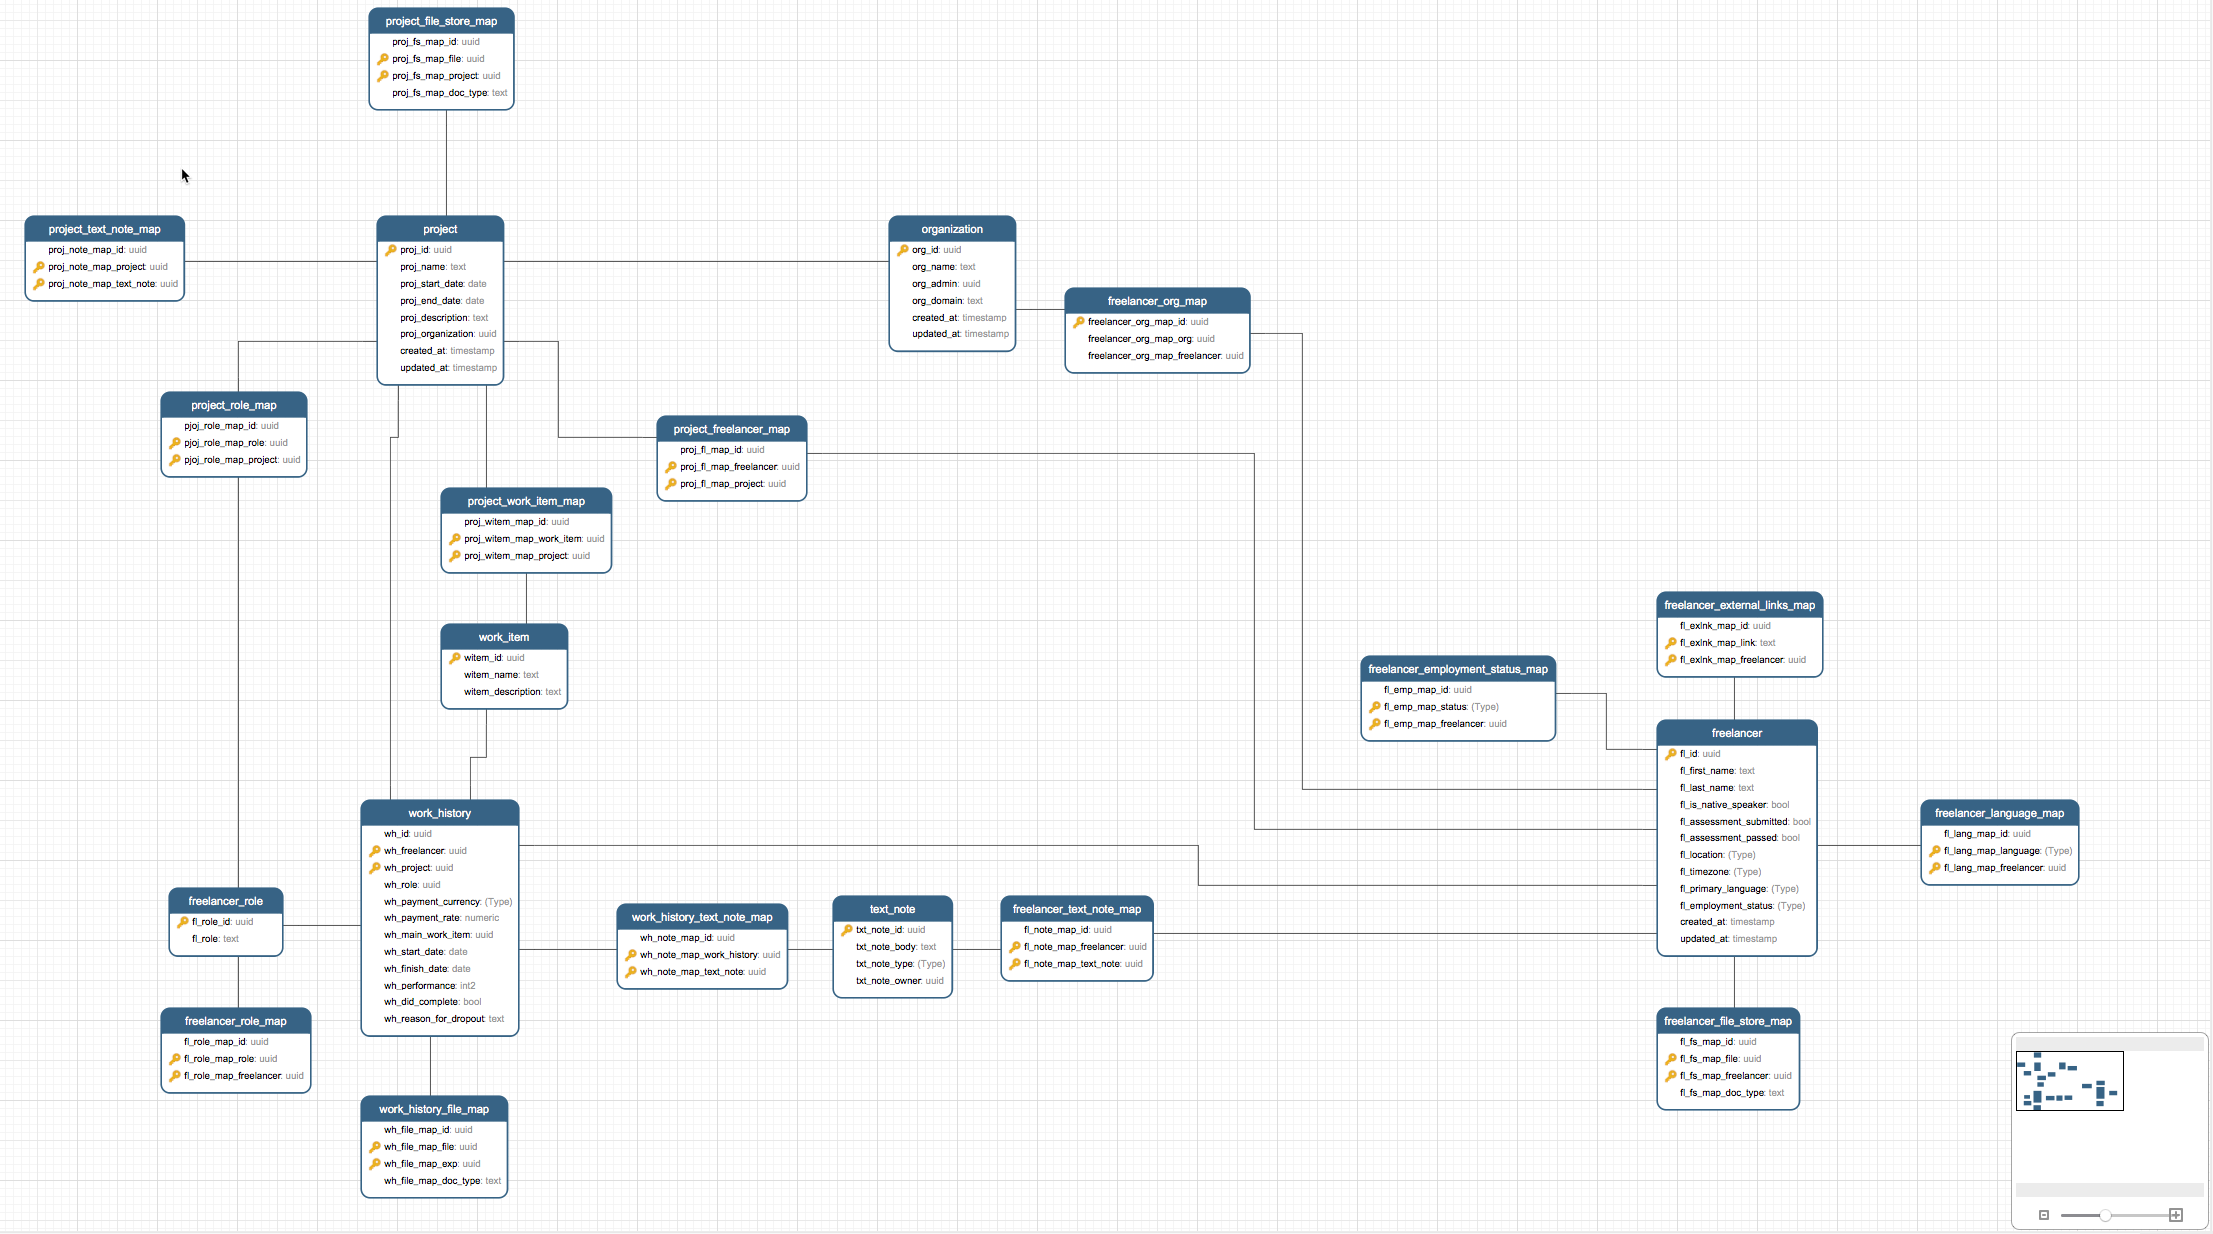 project_file_store_map
proj_fs_map_id: uuid
proj_fs_map_file: uuid
proj_fs_map_project: uuid
proj_fs_map_doc_type: text
project_text_note_map
proj_note_map_id: uuid
proj_note_map_project: uuid
proj_note_map_text_note: uuid
project
proj_id: uuid
proj_name: text
proj_start_date: date
proj_end_date: date
proj_description: text
proj_organization: uuid
created_at: timestamp
updated_at: timestamp
organization
org_id: uuid
org_name: text
org_admin: uuid
org_domain: text
created_at: timestamp
updated_at: timestamp
freelancer_org_map
freelancer_org_map_id: uuid
freelancer_org_map_org: uuid
freelancer_org_map_freelancer: uuid
project_role_map
pjoj_role_map_id: uuid
pjoj_role_map_role: uuid
pjoj_role_map_project: uuid
project_freelancer_map
proj_fl_map_id: uuid
proj_fl_map_freelancer: uuid
proj_fl_map_project: uuid
project_work_item_map
proj_witem_map_id: uuid
proj_witem_map_work_item: uuid
proj_witem_map_project: uuid
work_item
witem_id: uuid
witem_name: text
witem_description: text
freelancer_external_links_map
fl_exlnk_map_id: uuid
fl_exlnk_map_link: text
fl_exlnk_map_freelancer: uuid
freelancer_employment_status_map
fl_emp_map_id: uuid
fl_emp_map_status: (Type)
fl_emp_map_freelancer: uuid
freelancer
fl_id: uuid
fl_first_name: text
fl_last_name: text
fl_is_native_speaker: bool
fl_assessment_submitted: bool
fl_assessment_passed: bool
fl_location: (Type)
fl_timezone: (Type)
fl_primary_language: (Type)
fl_employment_status: (Type)
created_at: timestamp
updated_at: timestamp
freelancer_language_map
fl_lang_map_id: uuid
fl_lang_map_language: (Type)
fl_lang_map_freelancer: uuid
work_history
wh_id: uuid
wh_freelancer: uuid
wh_project: uuid
wh_role: uuid
wh_payment_currency: (Type)
wh_payment_rate: numeric
wh_main_work_item: uuid
wh_start_date: date
wh_finish_date: date
wh_performance: int2
wh_did_complete: bool
wh_reason_for_dropout: text
freelancer_role
fl_role_id: uuid
fl_role: text
work_history_text_note_map
wh_note_map_id: uuid
wh_note_map_work_history: uuid
wh_note_map_text_note: uuid
text_note
txt_note_id: uuid
txt_note_body: text
txt_note_type: (Type)
txt_note_owner: uuid
freelancer_text_note_map
fl_note_map_id: uuid
fl_note_map_freelancer: uuid
fl_note_map_text_note: uuid
freelancer_role_map
fl_role_map_id: uuid
fl_role_map_role: uuid
fl_role_map_freelancer: uuid
freelancer_file_store_map
fl_fs_map_id: uuid
fl_fs_map_file: uuid
fl_fs_map_freelancer: uuid
fl_fs_map_doc_type: text
work_history_file_map
wh_file_map_id: uuid
wh_file_map_file: uuid
wh_file_map_exp: uuid
wh_file_map_doc_type: text